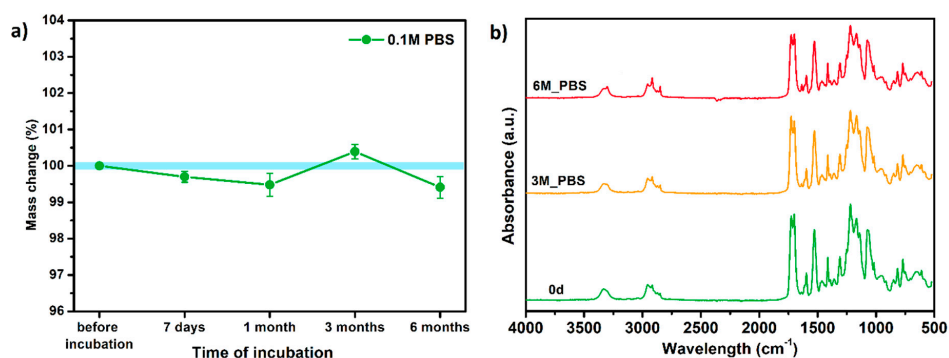 a)
0.1M PBS
Mass change (%)
104
103
102
101
100
99
98
97
96
before incubation
7 days
1 month
3 months
6 months
Time of incubation
b)
Absorbance (a.u.)
6M_PBS
3M_PBS
0d
4000 3500 3000 2500 2000 1500 1000 500
Wavelength (cm⁻¹)